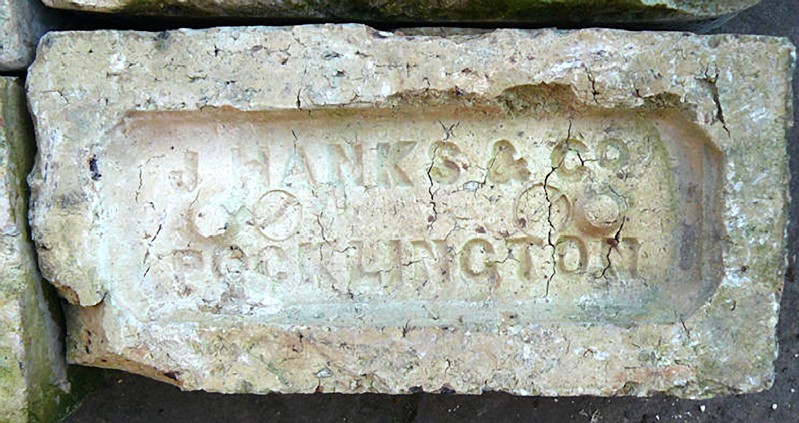 J HANKS & Co
POCKLINGTON